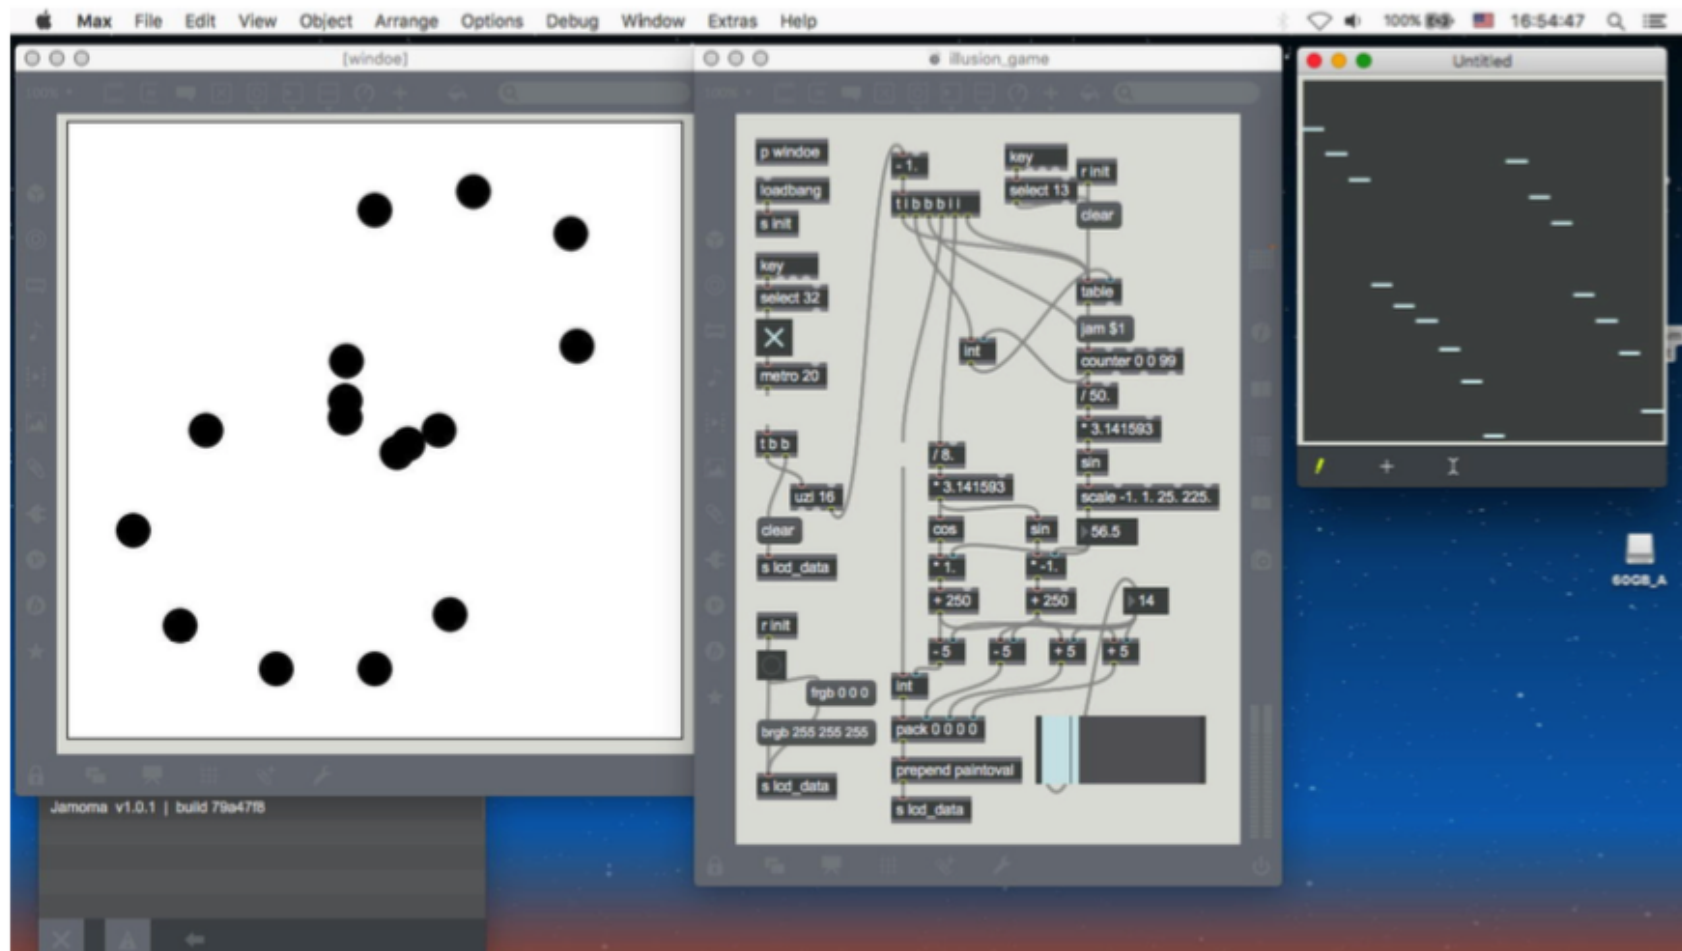 Max File Edit View Object Arrange Options Debug Window Extras Help 100% 16:54:47
[windoe]
100%
Jamoma v1.0.1 | build 79a47f8
illusion_game
100%
p windoe
loadbang
s init
key
select 32
metro 20
t b b
uzi 16
clear
s lcd_data
r init
frgb 0 0 0
brgb 255 255 255
s lcd_data
- 1.
t i b b b i i
key
select 13
r init
clear
table
jam $1
int
counter 0 0 99
/ 50.
* 3.141593
sin
scale -1. 1. 25. 225.
56.5
/ 8.
* 3.141593
cos
sin
* 1.
* -1.
+ 250
+ 250
14
- 5
- 5
+ 5
+ 5
int
pack 0 0 0 0
prepend paintoval
s lcd_data
Untitled
60GB_A